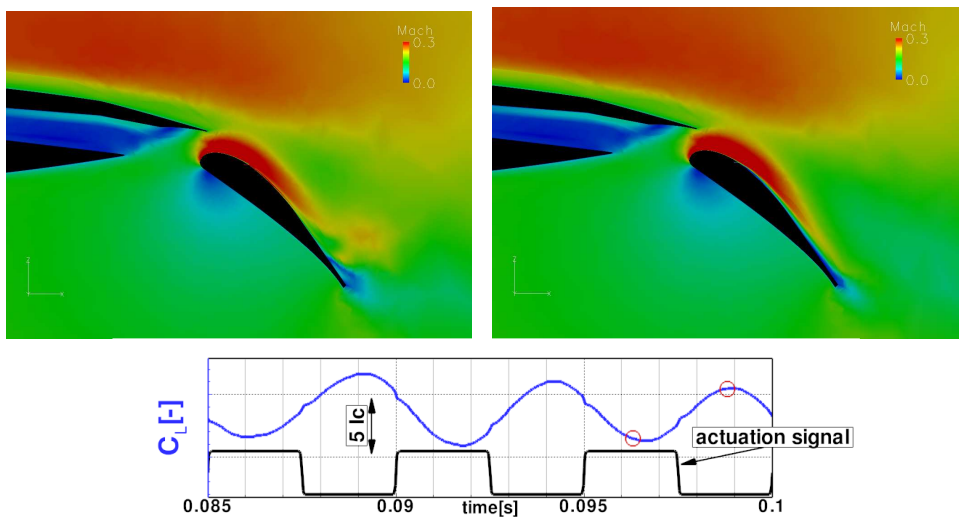 Mach
0.3
0.0
z
x
Mach
0.3
0.0
z
x
C_L[-]
5 lc
actuation signal
0.085
0.09
time[s]
0.095
0.1